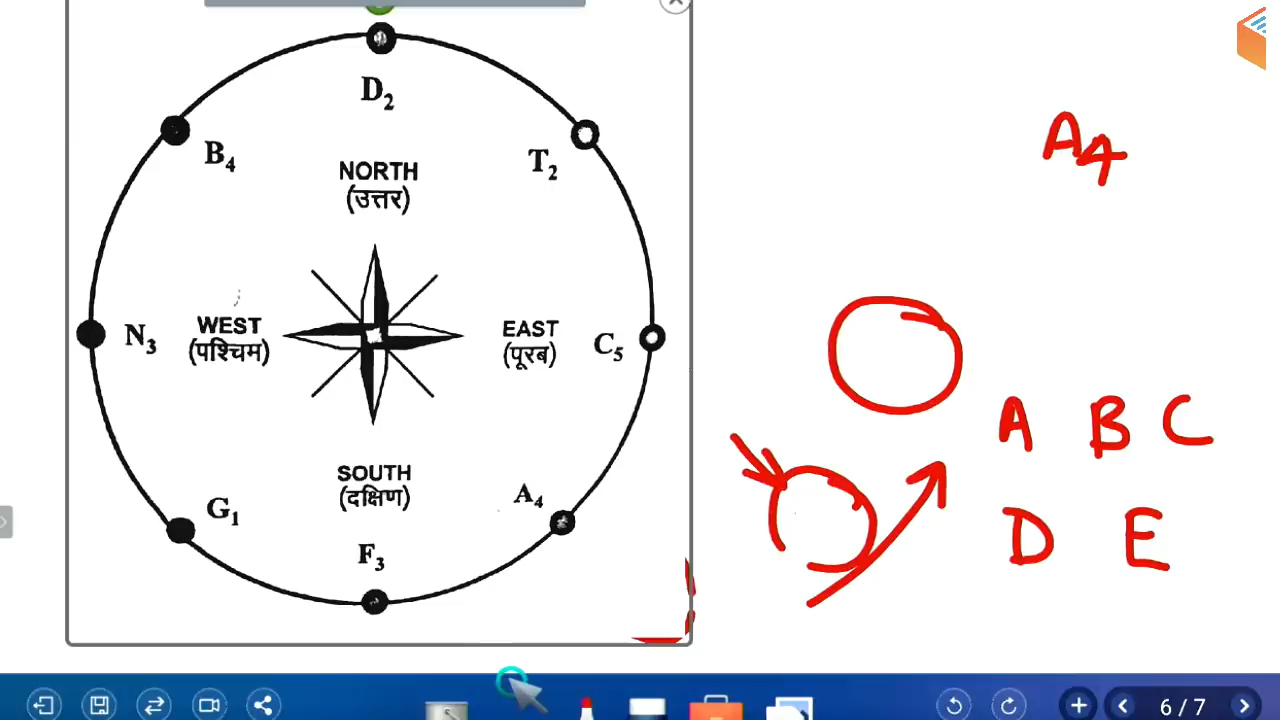 D2
B4
T2
NORTH
(उत्तर)
A4
N3
WEST
(पश्चिम)
EAST
(पूरब)
C5
SOUTH
(दक्षिण)
A B C
G1
A4
F3
D E
6 / 7